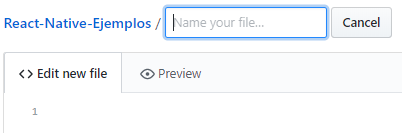 React-Native-Ejemplos / Name your file... Cancel
<> Edit new file Preview
1